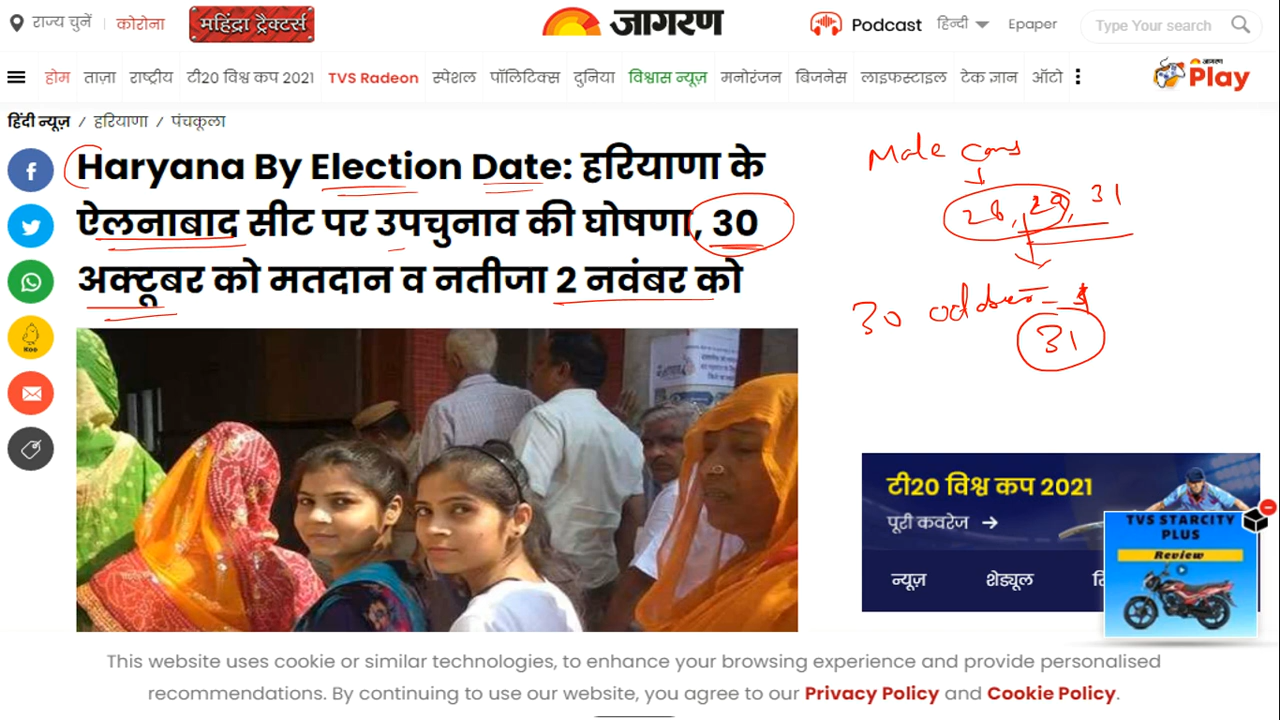 राज्य चुनें
कोरोना
महिंद्रा ट्रैक्टर्स
जागरण
Podcast
हिन्दी
Epaper
Type Your search
होम ताज़ा राष्ट्रीय टी20 विश्व कप 2021 TVS Radeon स्पेशल पॉलिटिक्स दुनिया विश्वास न्यूज़ मनोरंजन बिजनेस लाइफस्टाइल टेक ज्ञान ऑटो
जागरण
Play
हिंदी न्यूज़ / हरियाणा / पंचकूला
Haryana By Election Date: हरियाणा के
ऐलनाबाद सीट पर उपचुनाव की घोषणा, 30
अक्टूबर को मतदान व नतीजा 2 नवंबर को
Male cons
28, 29, 31
30 october
31
Koo
टी20 विश्व कप 2021
पूरी कवरेज →
न्यूज़ शेड्यूल
TVS STARCITY
PLUS
Review
This website uses cookie or similar technologies, to enhance your browsing experience and provide personalised
recommendations. By continuing to use our website, you agree to our Privacy Policy and Cookie Policy.